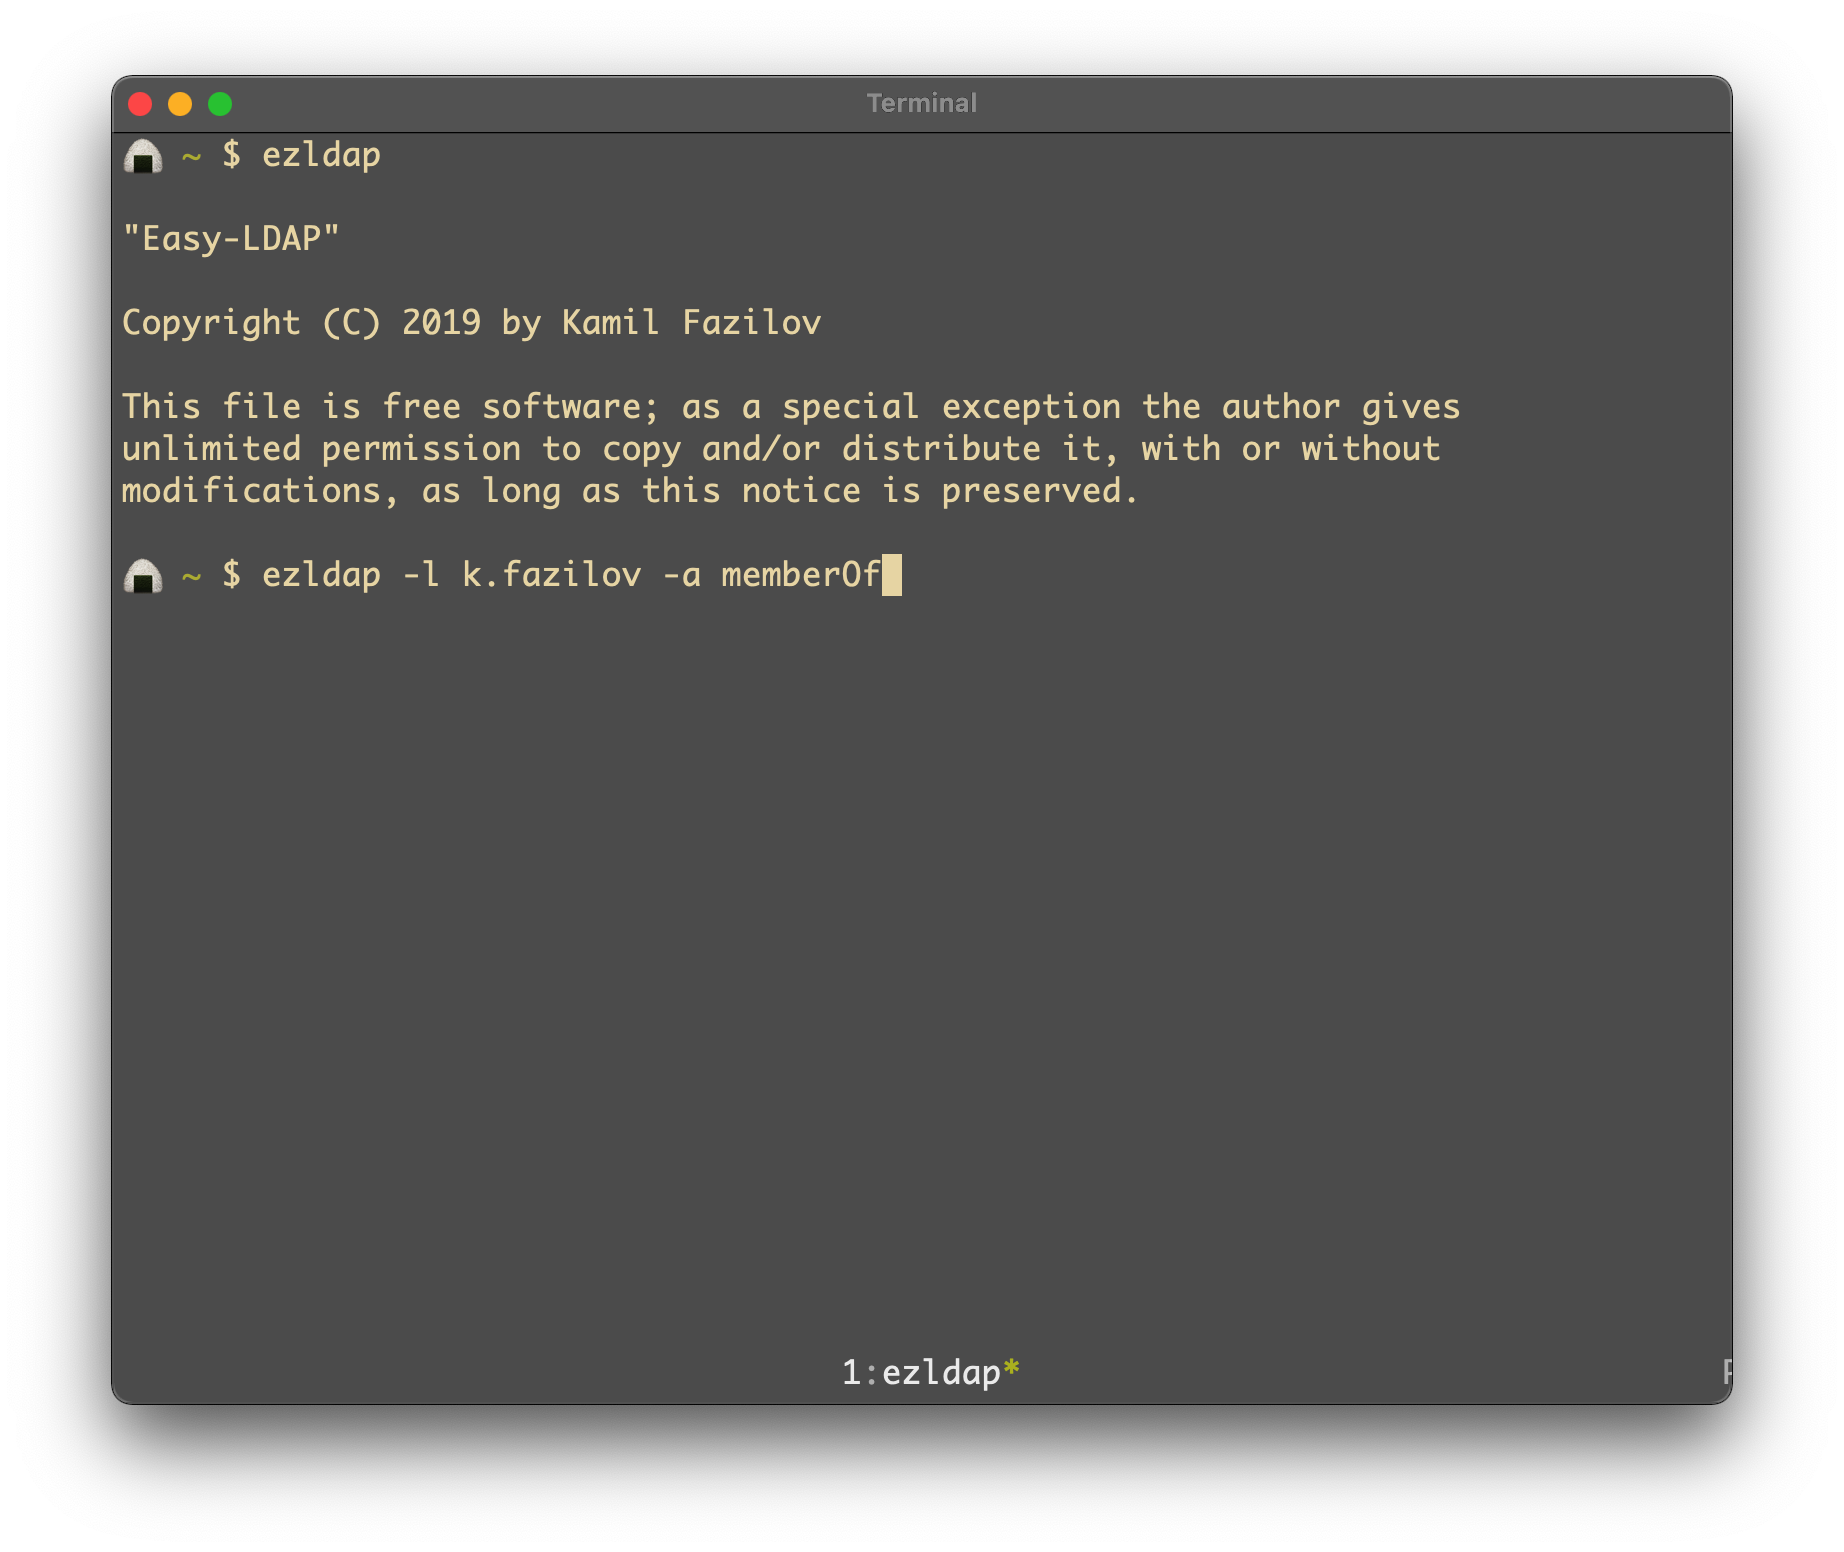 Terminal
🍙 ~ $ ezldap
"Easy-LDAP"
Copyright (C) 2019 by Kamil Fazilov
This file is free software; as a special exception the author gives
unlimited permission to copy and/or distribute it, with or without
modifications, as long as this notice is preserved.
🍙 ~ $ ezldap -l k.fazilov -a memberOf
1:ezldap*